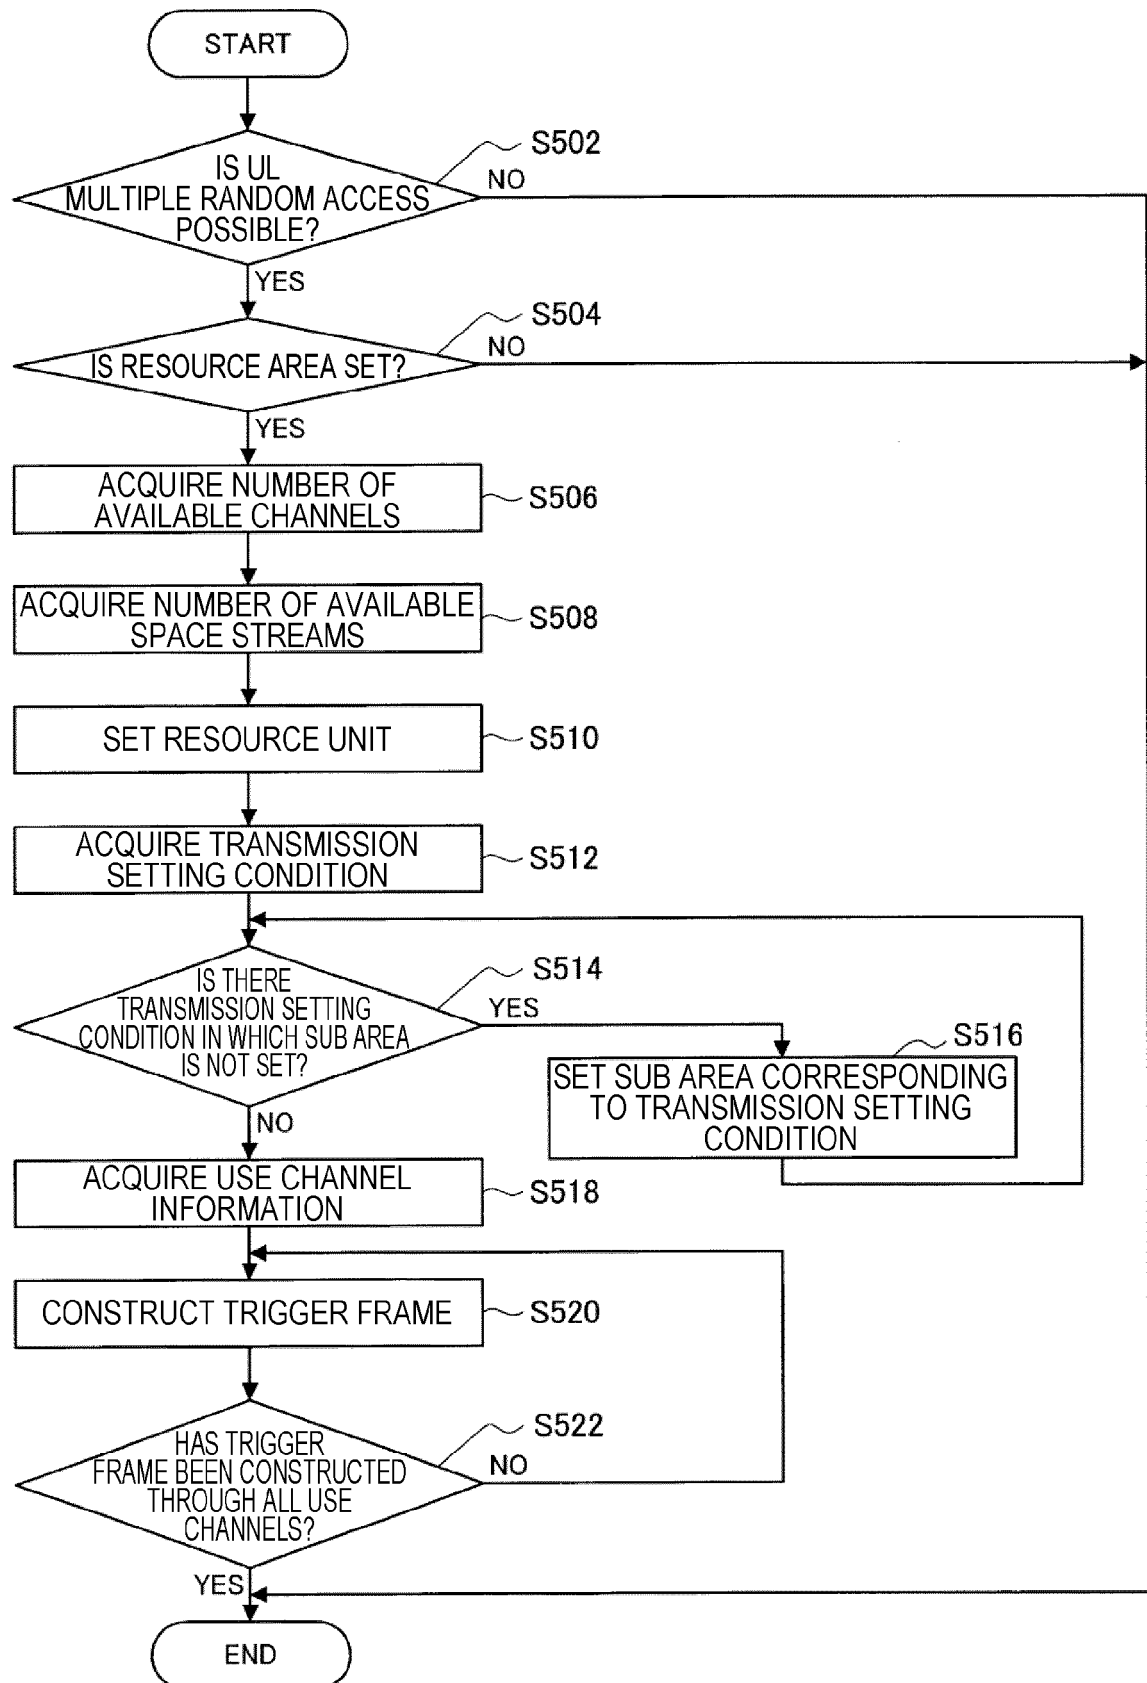 START
S502
IS UL
MULTIPLE RANDOM ACCESS
POSSIBLE?
NO
YES
S504
IS RESOURCE AREA SET?
NO
YES
ACQUIRE NUMBER OF
AVAILABLE CHANNELS
S506
ACQUIRE NUMBER OF AVAILABLE
SPACE STREAMS
S508
SET RESOURCE UNIT
S510
ACQUIRE TRANSMISSION
SETTING CONDITION
S512
S514
IS THERE
TRANSMISSION SETTING
CONDITION IN WHICH SUB AREA
IS NOT SET?
YES
S516
SET SUB AREA CORRESPONDING
TO TRANSMISSION SETTING
CONDITION
NO
ACQUIRE USE CHANNEL
INFORMATION
S518
CONSTRUCT TRIGGER FRAME
S520
S522
HAS TRIGGER
FRAME BEEN CONSTRUCTED
THROUGH ALL USE
CHANNELS?
NO
YES
END